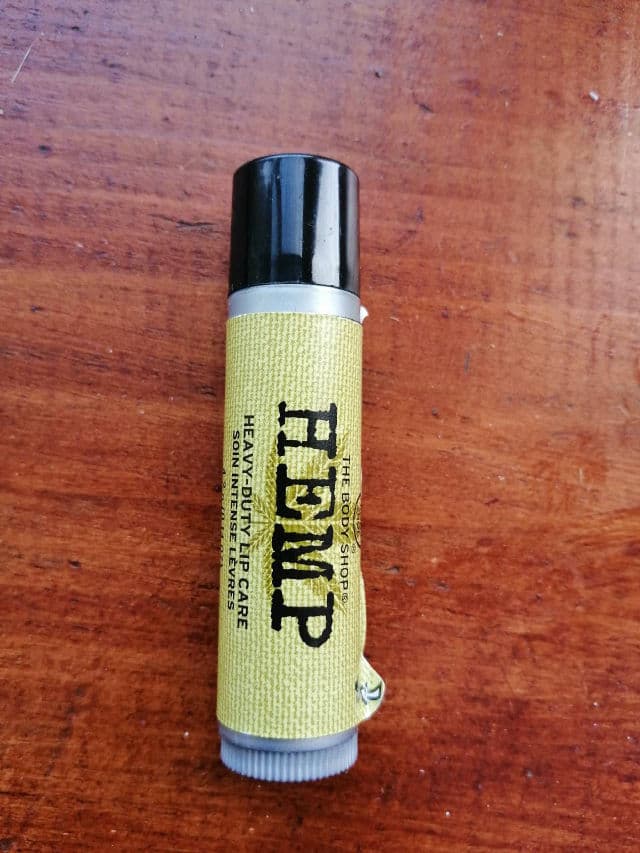 THE BODY SHOP®
HEMP
HEAVY-DUTY LIP CARE
SOIN INTENSE LÈVRES